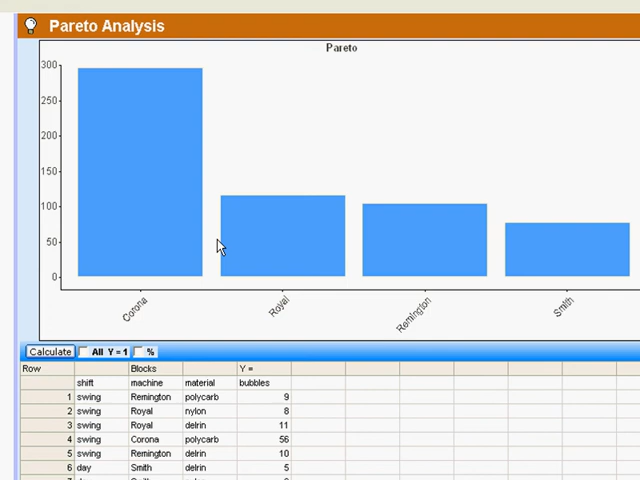 Pareto Analysis
Pareto
300
250
200
150
100
50
0
Corona
Royal
Remington
Smith
Calculate All Y = 1 %
Row Blocks Y =
shift machine material bubbles
1 swing Remington polycarb 9
2 swing Royal nylon 8
3 swing Royal delrin 11
4 swing Corona polycarb 56
5 swing Remington delrin 10
6 day Smith delrin 5